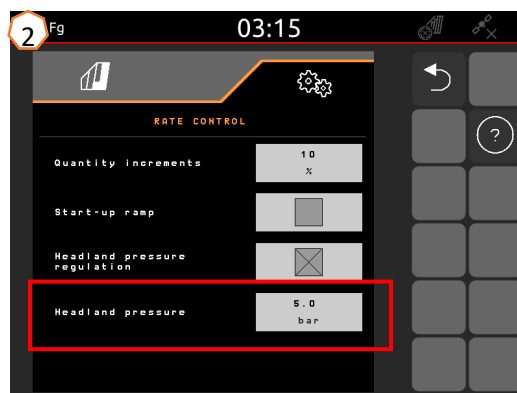 2
Fg
03:15
RATE CONTROL
Quantity increments
10
%
Start-up ramp
Headland pressure
regulation
Headland pressure
5.0
bar
?